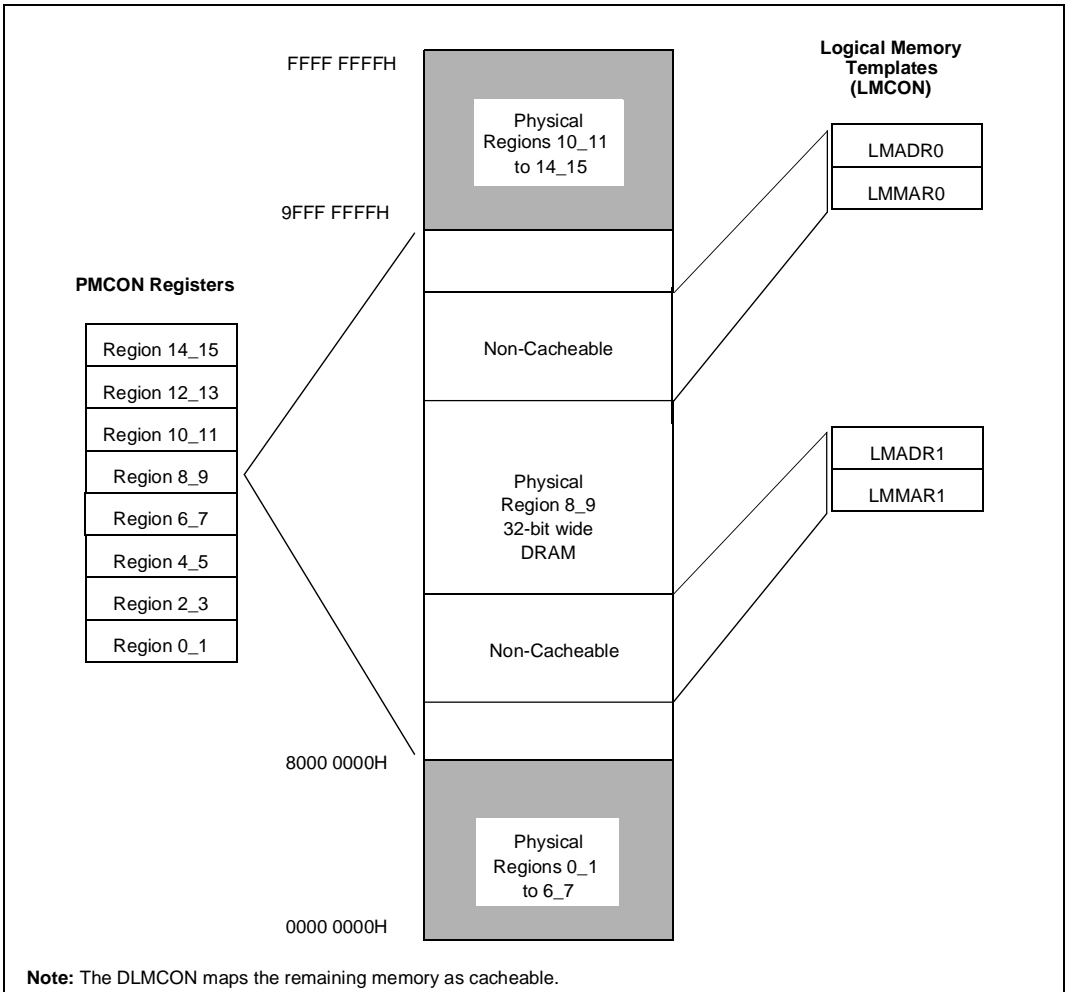 FFFF FFFFH
Logical Memory
Templates
(LMCON)
Physical
Regions 10_11
to 14_15
LMADR0
LMMAR0
9FFF FFFFH
PMCON Registers
Region 14_15
Region 12_13
Region 10_11
Region 8_9
Region 6_7
Region 4_5
Region 2_3
Region 0_1
Non-Cacheable
Physical
Region 8_9
32-bit wide
DRAM
LMADR1
LMMAR1
Non-Cacheable
8000 0000H
Physical
Regions 0_1
to 6_7
0000 0000H
Note: The DLMCON maps the remaining memory as cacheable.